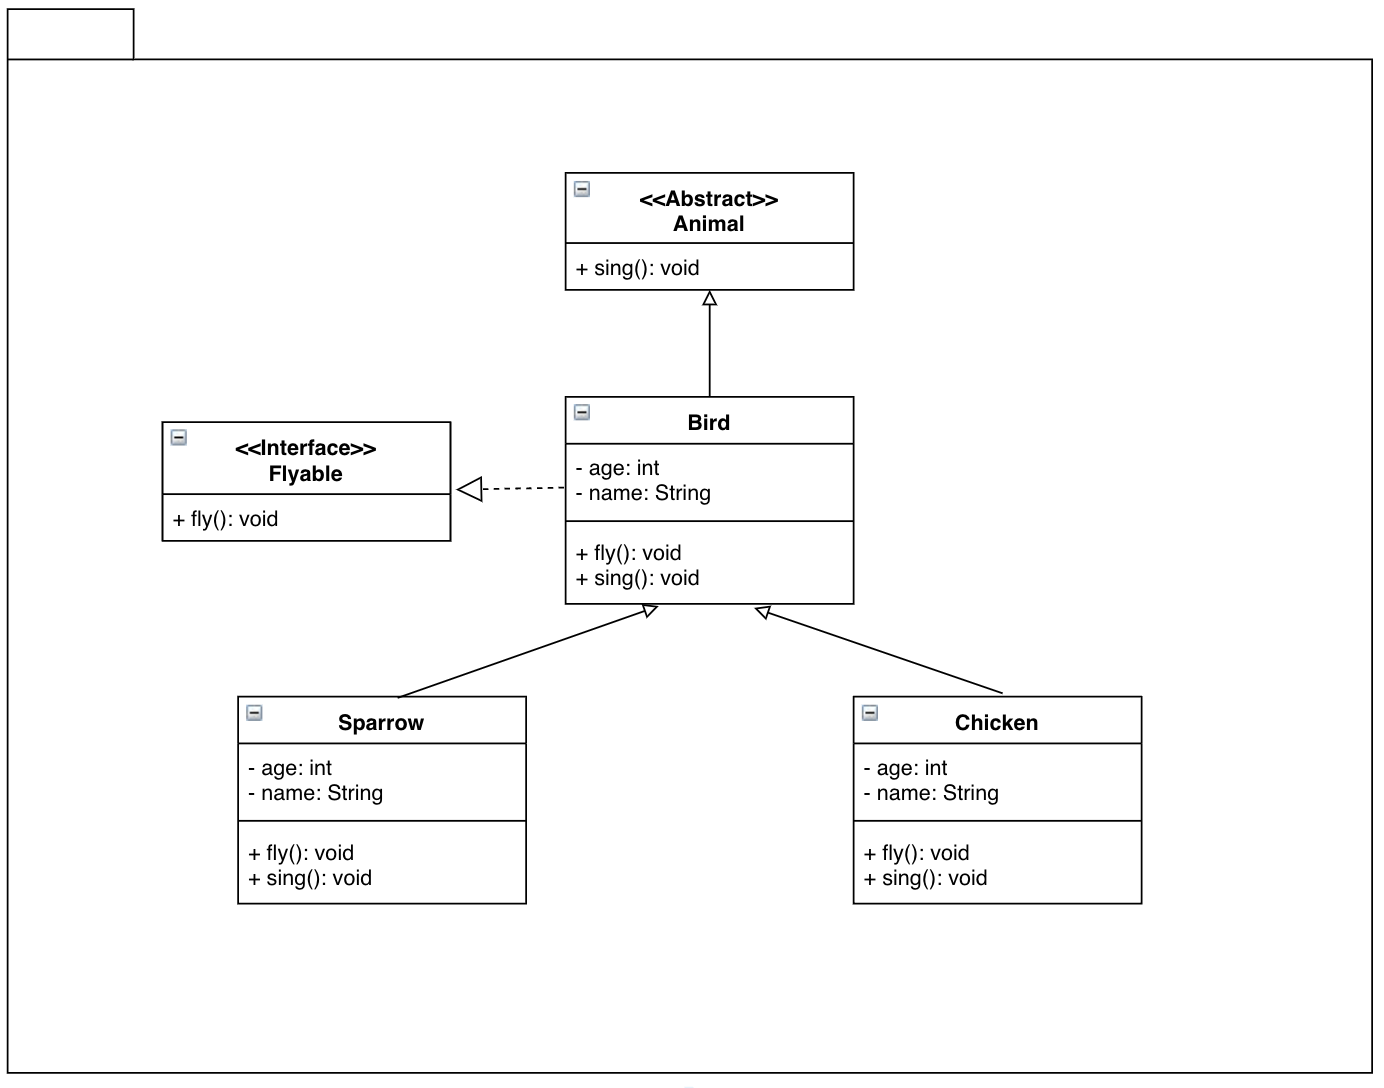 <<Abstract>>
Animal
+ sing(): void
<<Interface>>
Flyable
+ fly(): void
Bird
- age: int
- name: String
+ fly(): void
+ sing(): void
Sparrow
- age: int
- name: String
+ fly(): void
+ sing(): void
Chicken
- age: int
- name: String
+ fly(): void
+ sing(): void